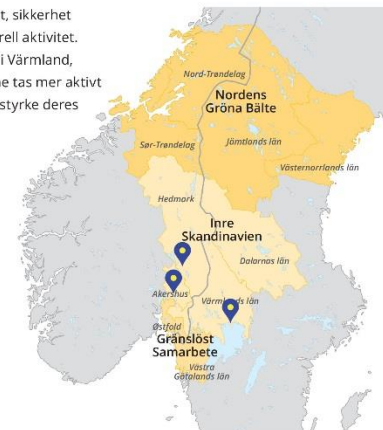 t, sikkerhet
ell aktivitet.
i Värmland,
ne tas mer aktivt
styrke deres
Nord-Trøndelag
Nordens
Gröna Bälte
Sør-Trøndelag
Jämtlands län
Västernorrlands län
Hedmark
Inre
Skandinavien
Dalarnas län
Akershus
Värmlands län
Østfold
Gränslöst
Samarbete
Västra
Götalands län